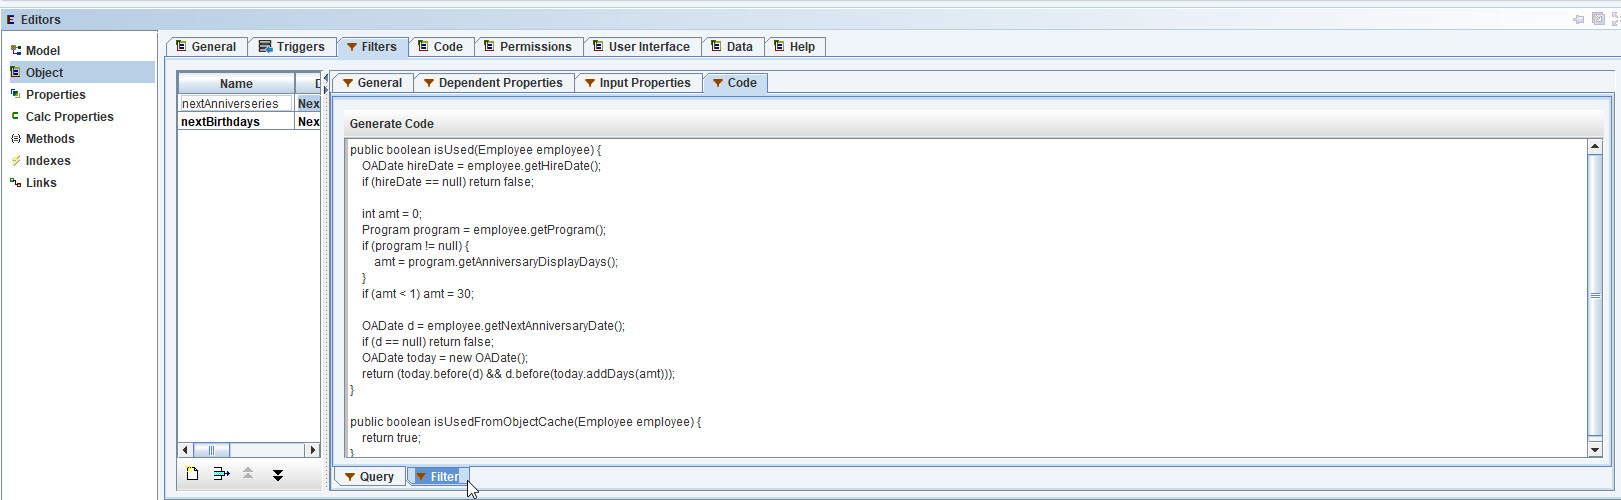 Editors
Model
Object
Properties
Calc Properties
Methods
Indexes
Links
General Triggers Filters Code Permissions User Interface Data Help
Name D
nextAnniverseries Nex
nextBirthdays Nex
General Dependent Properties Input Properties Code
Generate Code
public boolean isUsed(Employee employee) {
OADate hireDate = employee.getHireDate();
if (hireDate == null) return false;
int amt = 0;
Program program = employee.getProgram();
if (program != null) {
amt = program.getAnniversaryDisplayDays();
}
if (amt < 1) amt = 30;
OADate d = employee.getNextAnniversaryDate();
if (d == null) return false;
OADate today = new OADate();
return (today.before(d) && d.before(today.addDays(amt)));
}
public boolean isUsedFromObjectCache(Employee employee) {
return true;
}
Query Filter